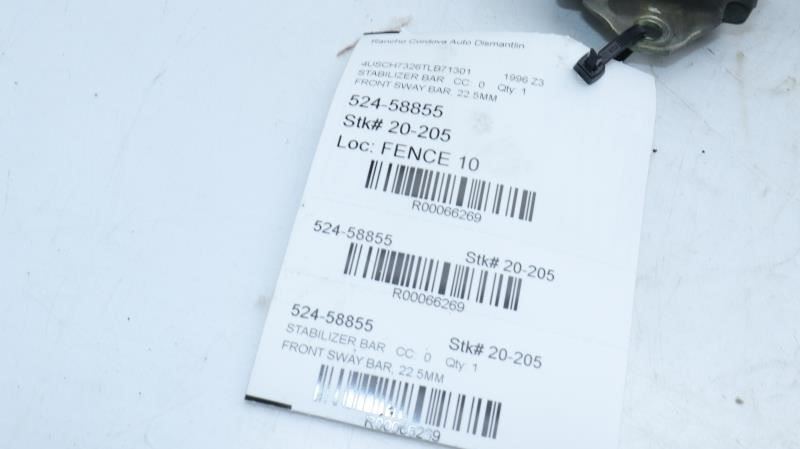 Rancho Cordova Auto Dismantlin
4USCH7326TLB71301 1996 Z3
STABILIZER BAR CC: 0 Qty: 1
FRONT SWAY BAR, 22.5MM
524-58855
Stk# 20-205
Loc: FENCE 10
R00066269
524-58855 Stk# 20-205
R00066269
524-58855 Stk# 20-205
STABILIZER BAR CC: 0 Qty: 1
FRONT SWAY BAR, 22.5MM
R00066269